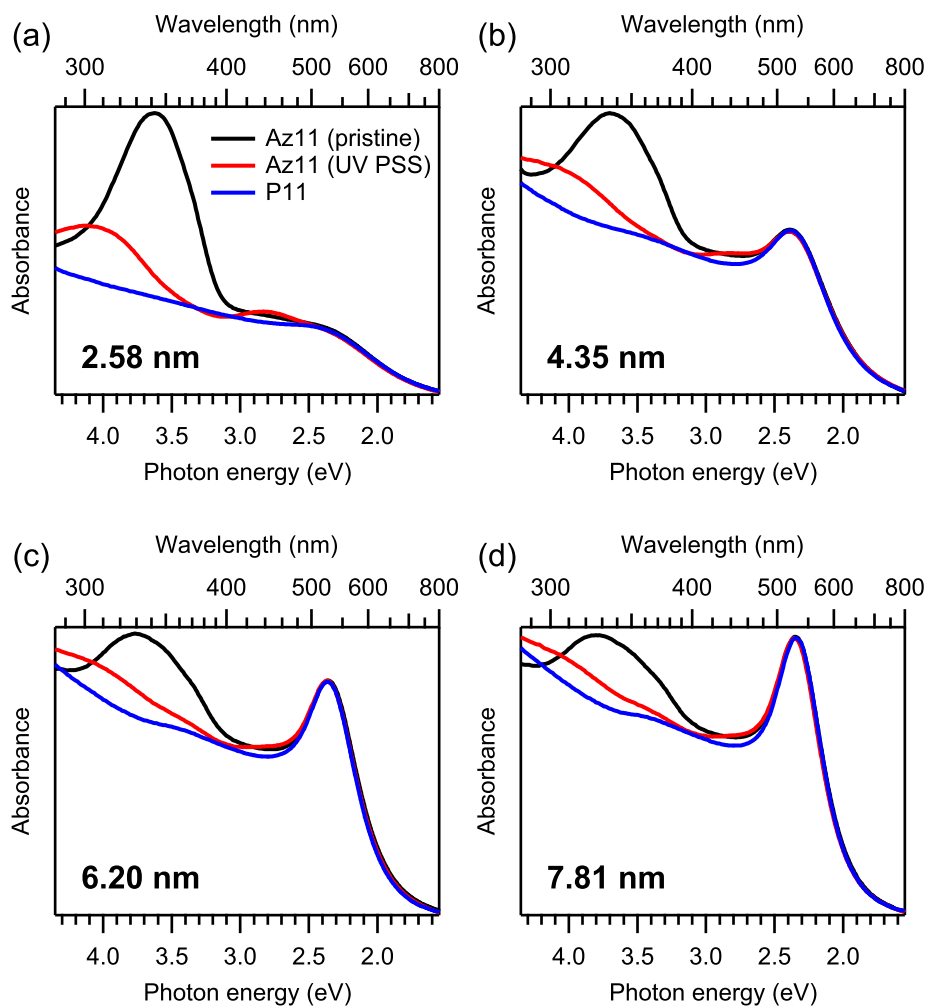 (a)
Wavelength (nm)
300 400 500 600 800
Absorbance
Az11 (pristine)
Az11 (UV PSS)
P11
2.58 nm
4.0 3.5 3.0 2.5 2.0
Photon energy (eV)
(b)
Wavelength (nm)
300 400 500 600 800
Absorbance
4.35 nm
4.0 3.5 3.0 2.5 2.0
Photon energy (eV)
(c)
Wavelength (nm)
300 400 500 600 800
Absorbance
6.20 nm
4.0 3.5 3.0 2.5 2.0
Photon energy (eV)
(d)
Wavelength (nm)
300 400 500 600 800
Absorbance
7.81 nm
4.0 3.5 3.0 2.5 2.0
Photon energy (eV)